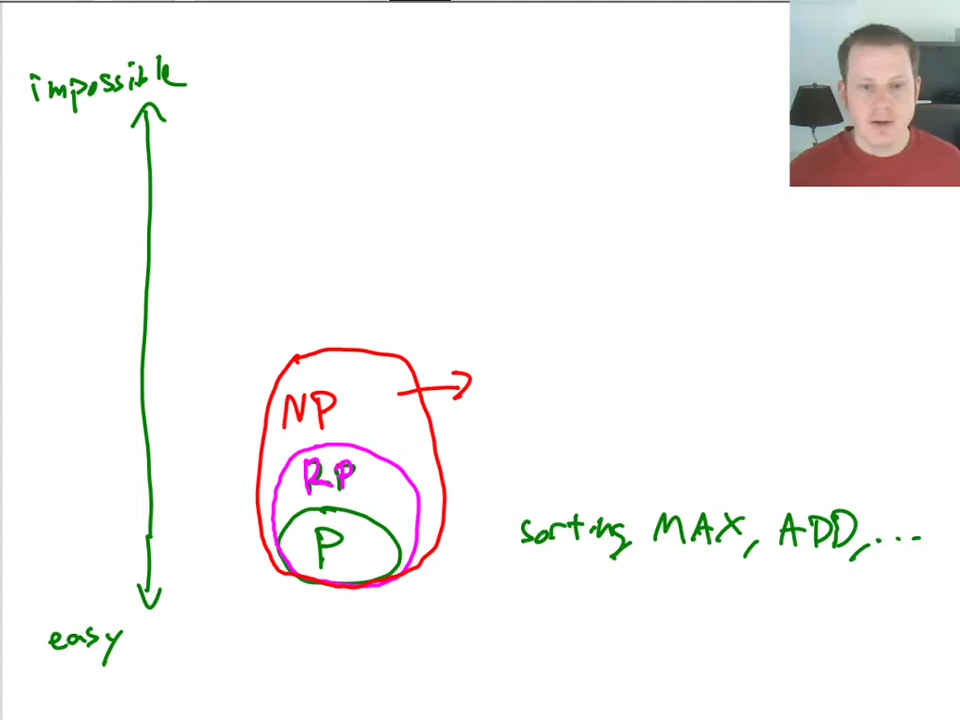 impossible
NP
RP
P
sorting, MAX, ADD, ...
easy